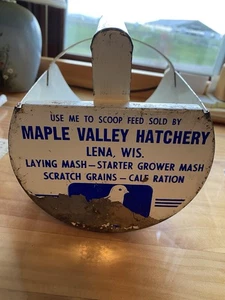 USE ME TO SCOOP FEED SOLD BY
MAPLE VALLEY HATCHERY
LENA, WIS.
LAYING MASH—STARTER GROWER MASH
SCRATCH GRAINS — CALF RATION